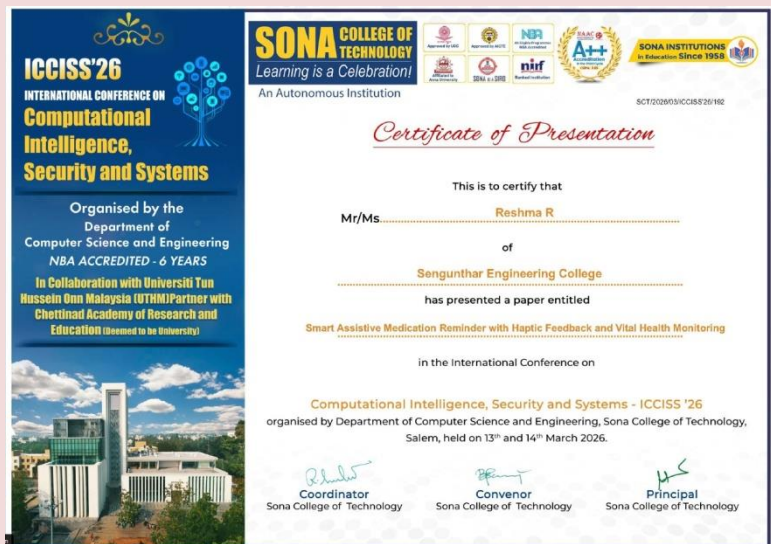 ICCISS'26
INTERNATIONAL CONFERENCE ON
Computational
Intelligence,
Security and Systems
Organised by the
Department of
Computer Science and Engineering
NBA ACCREDITED - 6 YEARS
In Collaboration with Universiti Tun
Hussein Onn Malaysia (UTHM)Partner with
Chettinad Academy of Research and
Education (Deemed to be University)
SONA COLLEGE OF
TECHNOLOGY
Learning is a Celebration!
An Autonomous Institution
Approved by AICTE
NBA
NAAC
A++
Accreditation
nirf
SONA INSTITUTIONS
in Education Since 1958
SCT/2026/03/ICCISS'26/192
Certificate of Presentation
This is to certify that
Mr/Ms. Reshma R
of
Sengunthar Engineering College
has presented a paper entitled
Smart Assistive Medication Reminder with Haptic Feedback and Vital Health Monitoring
in the International Conference on
Computational Intelligence, Security and Systems - ICCISS '26
organised by Department of Computer Science and Engineering, Sona College of Technology,
Salem, held on 13th and 14th March 2026.
Coordinator
Sona College of Technology
Convenor
Sona College of Technology
Principal
Sona College of Technology